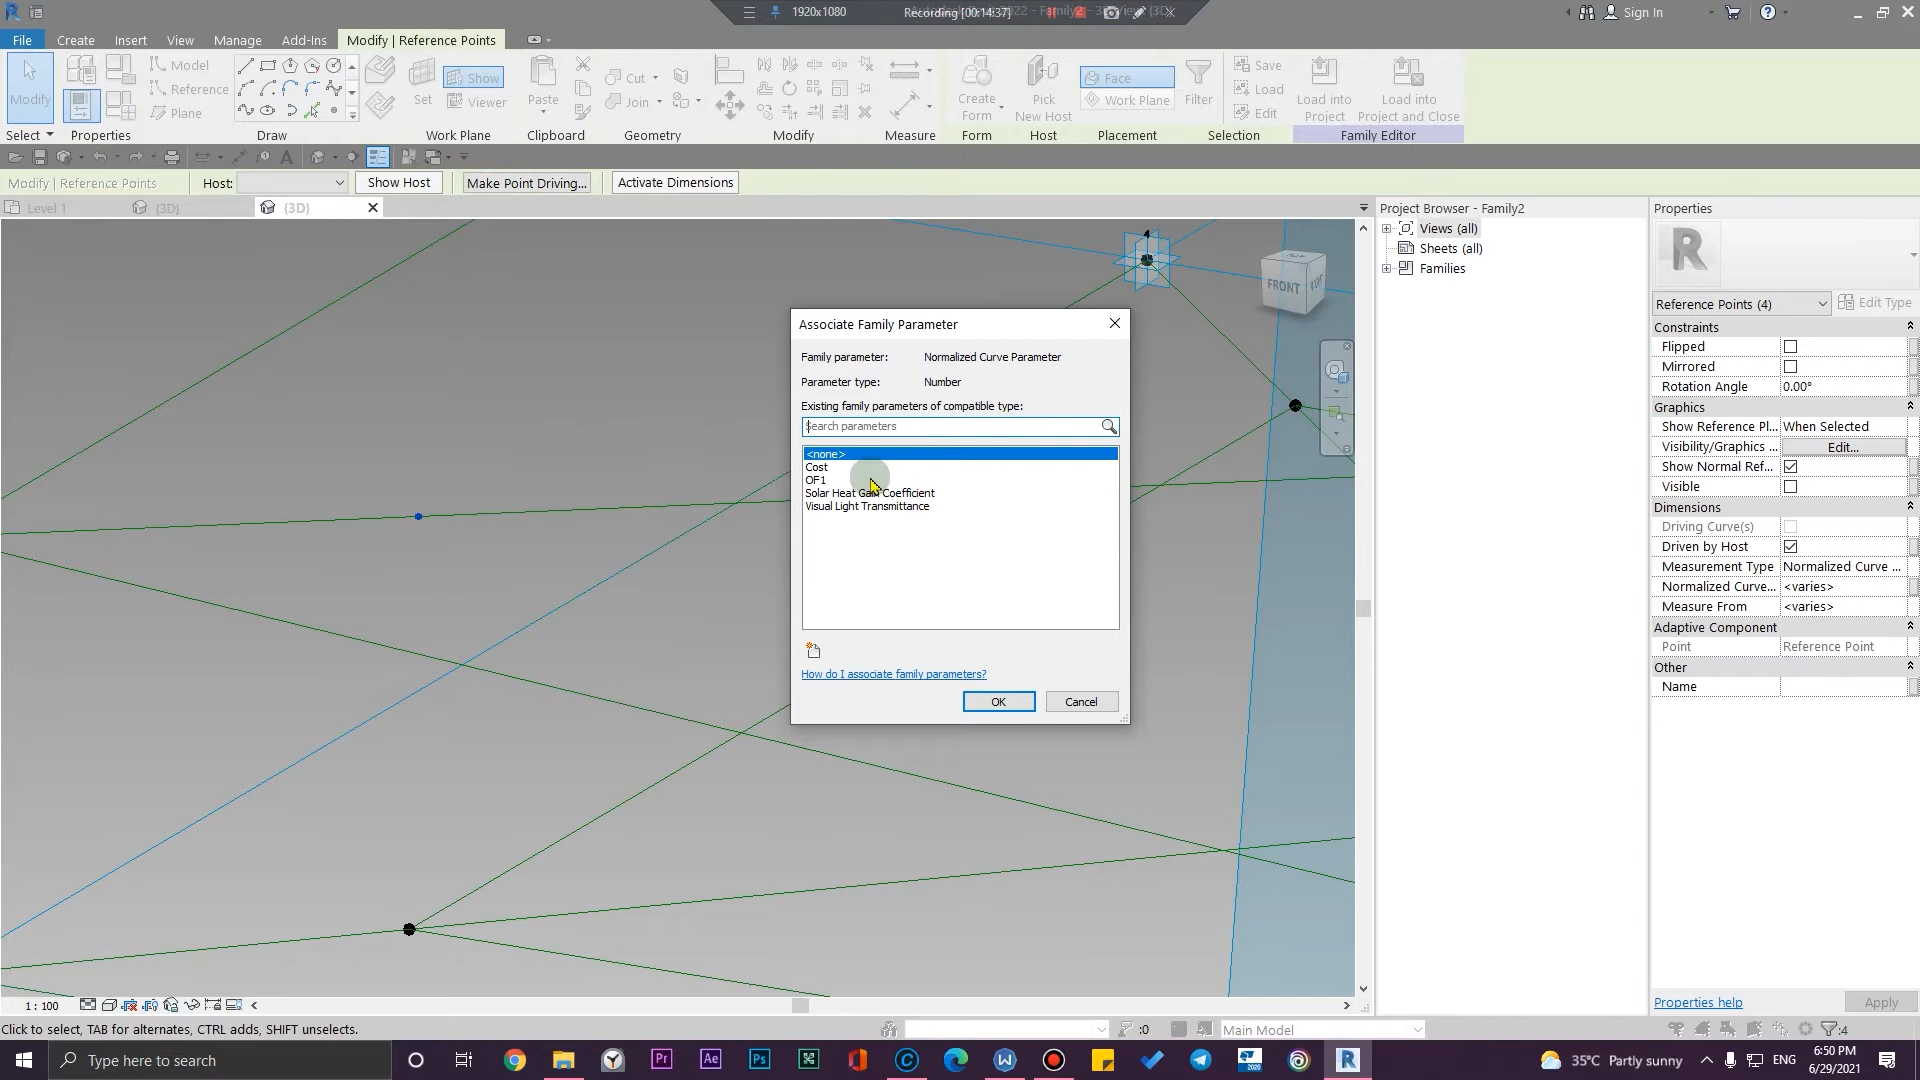 1920x1080
Recording [00:14:37]
Sign In
File
Create
Insert
View
Manage
Add-Ins
Modify | Reference Points
Modify
Model
Reference
Plane
Set
Show
Viewer
Paste
Cut
Join
Create
Form
Pick
New Host
Face
Work Plane
Filter
Save
Load
Edit
Load into
Project
Load into
Project and Close
Select
Properties
Draw
Work Plane
Clipboard
Geometry
Modify
Measure
Form
Host
Placement
Selection
Family Editor
Modify | Reference Points
Host:
Show Host
Make Point Driving...
Activate Dimensions
Level 1
{3D}
{3D}
Project Browser - Family2
Views (all)
Sheets (all)
Families
FRONT
Associate Family Parameter
Family parameter:
Normalized Curve Parameter
Parameter type:
Number
Existing family parameters of compatible type:
Search parameters
<none>
Cost
OF1
Solar Heat Gain Coefficient
Visual Light Transmittance
How do I associate family parameters?
OK
Cancel
Properties
R
Reference Points (4)
Edit Type
Constraints
Flipped
Mirrored
Rotation Angle
0.00°
Graphics
Show Reference Pl...
When Selected
Visibility/Graphics ...
Edit...
Show Normal Ref...
Visible
Dimensions
Driving Curve(s)
Driven by Host
Measurement Type
Normalized Curve ...
Normalized Curve...
<varies>
Measure From
<varies>
Adaptive Component
Point
Reference Point
Other
Name
Properties help
Apply
1 : 100
Click to select, TAB for alternates, CTRL adds, SHIFT unselects.
:0
Main Model
:4
Type here to search
Pr
Ae
Ps
2020
R
35°C Partly sunny
ENG
6:50 PM
6/29/2021